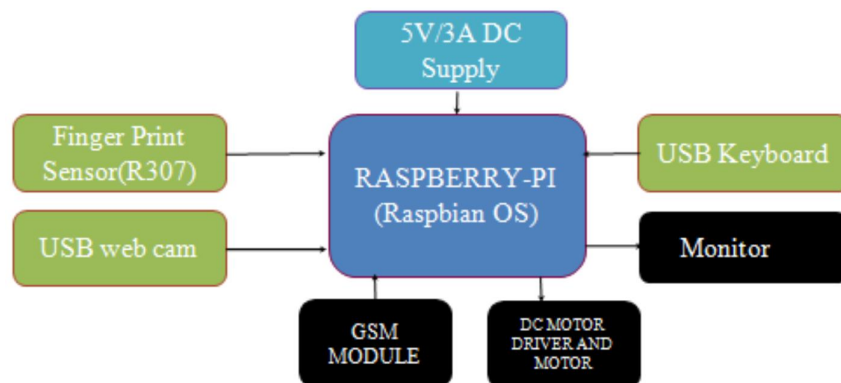 5V/3A DC
Supply
Finger Print
Sensor(R307)
USB Keyboard
RASPBERRY-PI
(Raspbian OS)
USB web cam
Monitor
GSM
MODULE
DC MOTOR
DRIVER AND
MOTOR